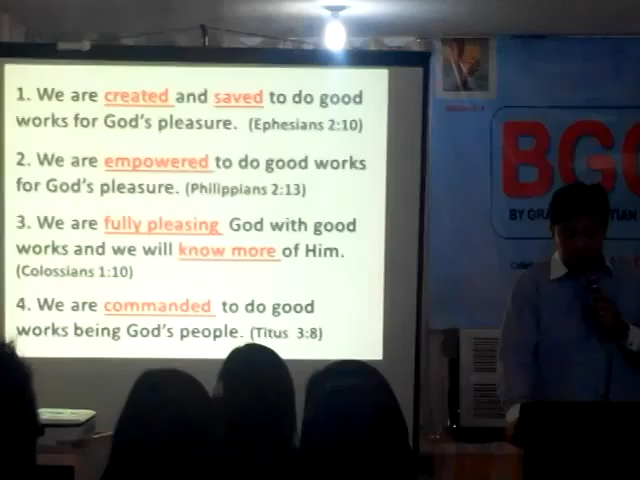 1. We are created and saved to do good
works for God's pleasure. (Ephesians 2:10)
2. We are empowered to do good works
for God's pleasure. (Philippians 2:13)
3. We are fully pleasing God with good
works and we will know more of Him.
(Colossians 1:10)
4. We are commanded to do good
works being God's people. (Titus 3:8)
BGC
BY GRA